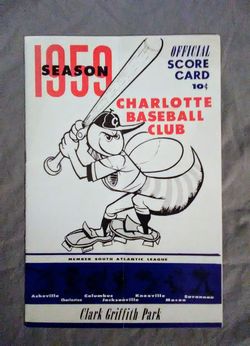 1959
SEASON
OFFICIAL
SCORE
CARD
10¢
CHARLOTTE
BASEBALL
CLUB
C
MEMBER SOUTH ATLANTIC LEAGUE
Asheville Columbus Knoxville Savannah
Charlotte Jacksonville Macon
Clark Griffith Park